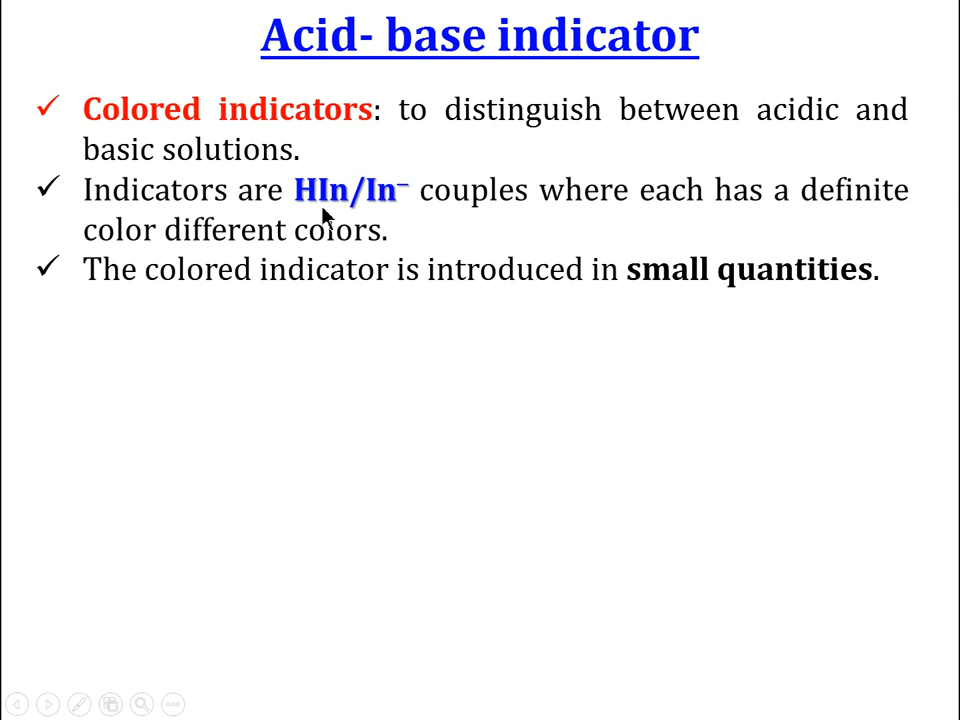 Acid- base indicator
✓ Colored indicators: to distinguish between acidic and
basic solutions.
✓ Indicators are HIn/In⁻ couples where each has a definite
color different colors.
✓ The colored indicator is introduced in small quantities.